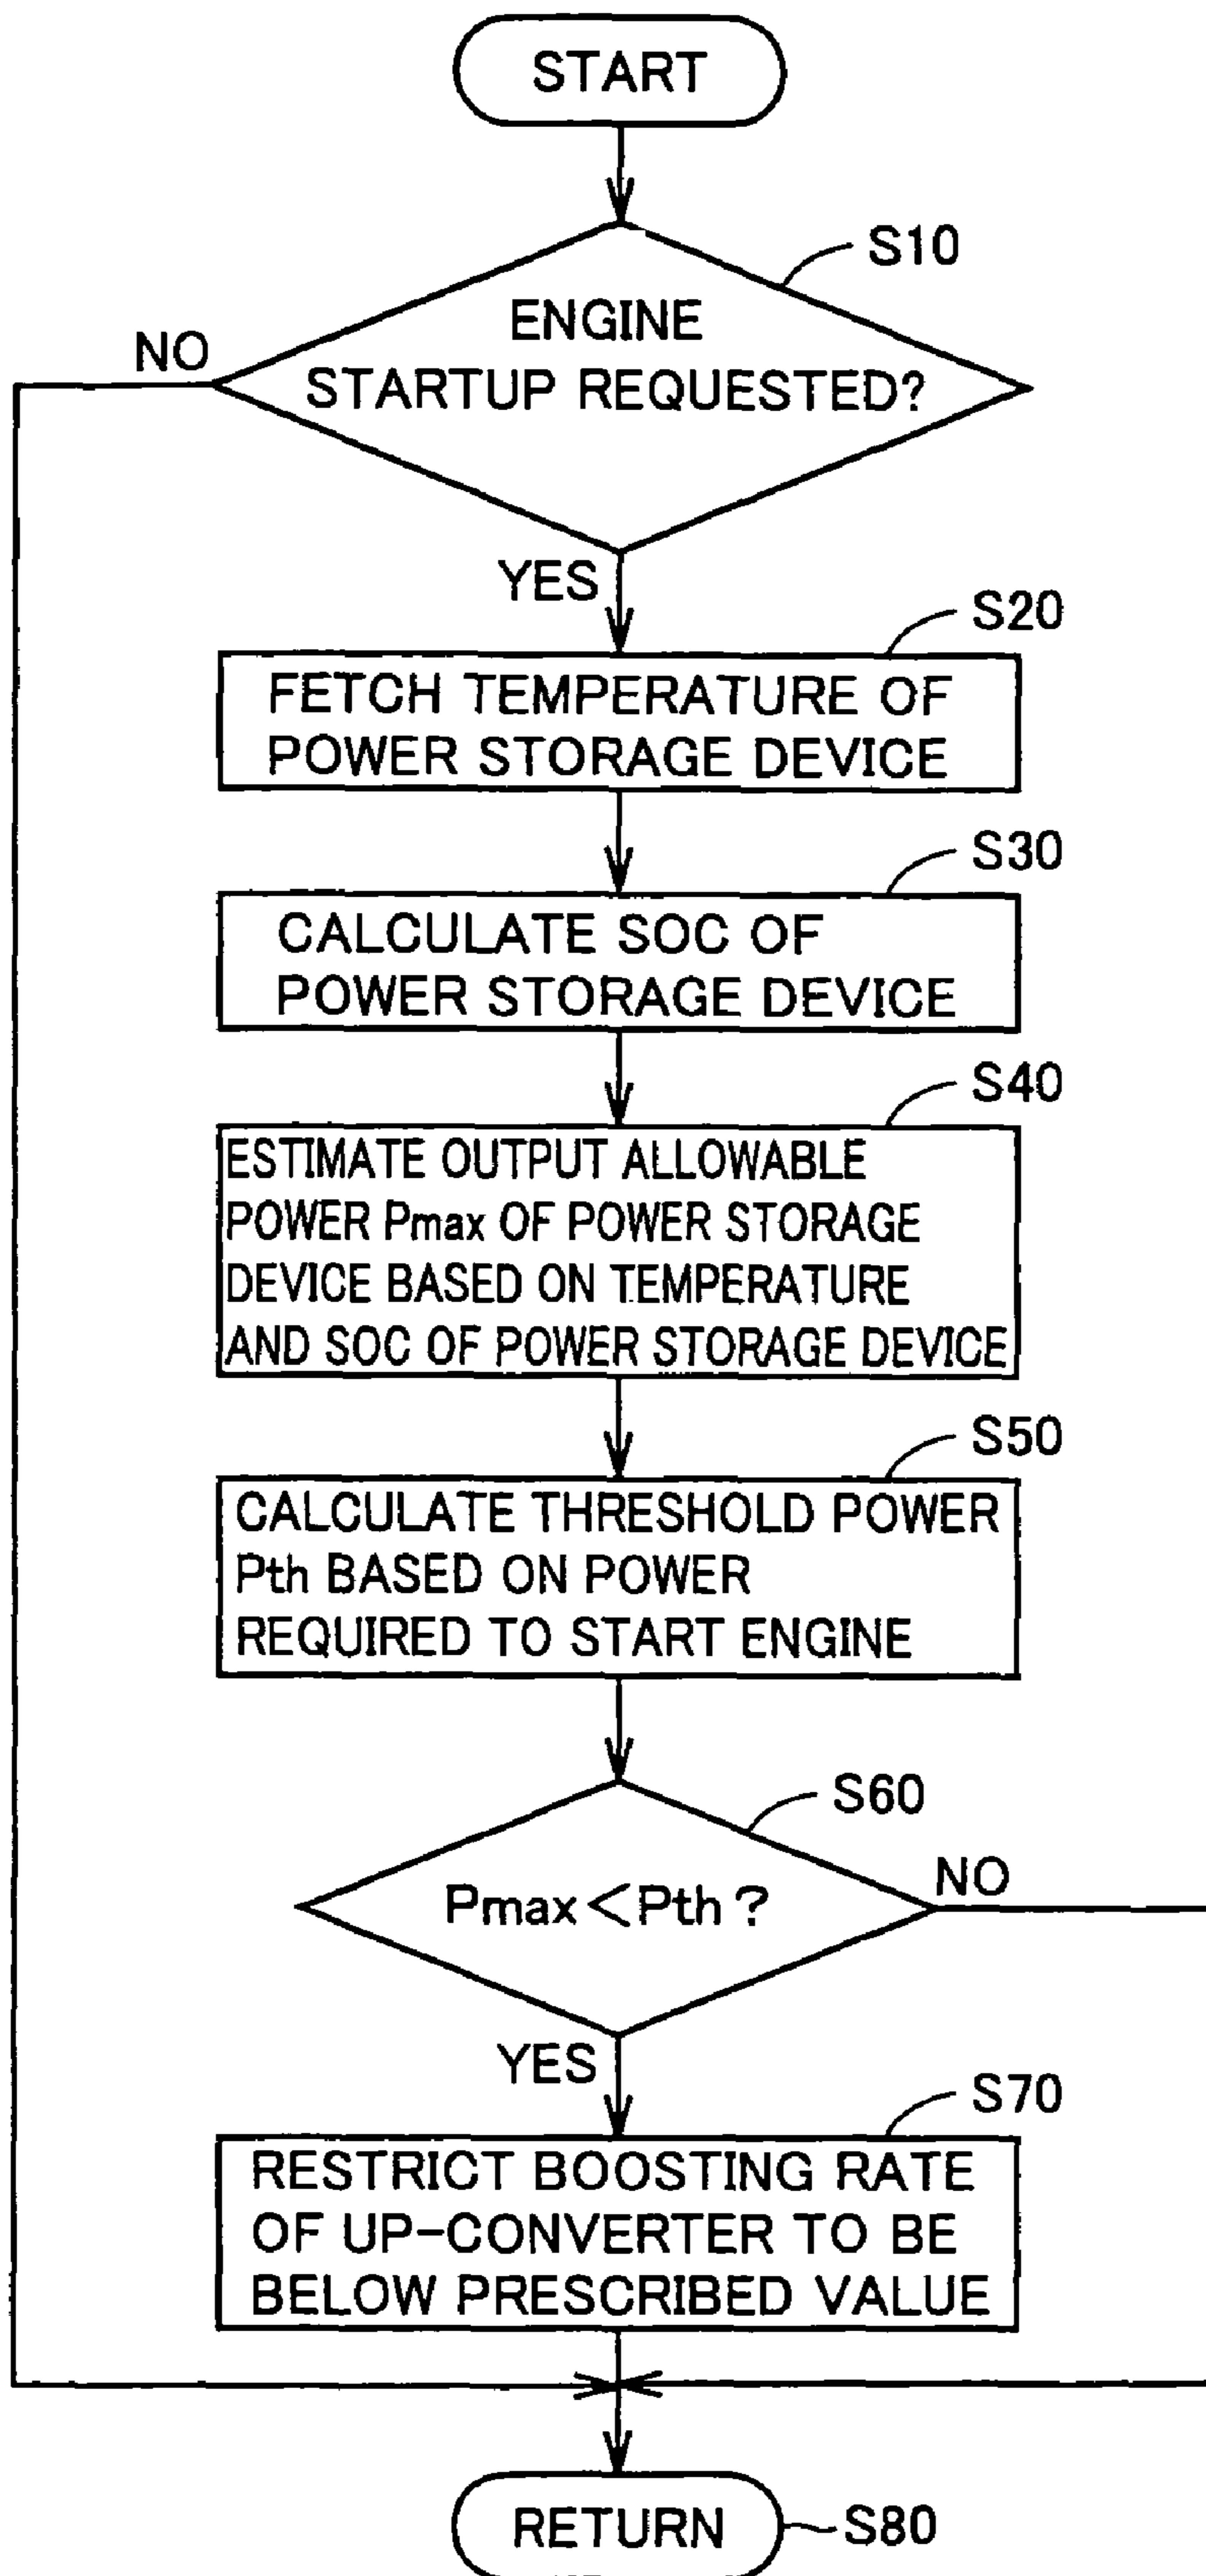 START
S10
ENGINE
STARTUP REQUESTED?
NO
YES
S20
FETCH TEMPERATURE OF
POWER STORAGE DEVICE
S30
CALCULATE SOC OF
POWER STORAGE DEVICE
S40
ESTIMATE OUTPUT ALLOWABLE
POWER Pmax OF POWER STORAGE
DEVICE BASED ON TEMPERATURE
AND SOC OF POWER STORAGE DEVICE
S50
CALCULATE THRESHOLD POWER
Pth BASED ON POWER
REQUIRED TO START ENGINE
S60
Pmax<Pth?
NO
YES
S70
RESTRICT BOOSTING RATE
OF UP-CONVERTER TO BE
BELOW PRESCRIBED VALUE
RETURN
S80